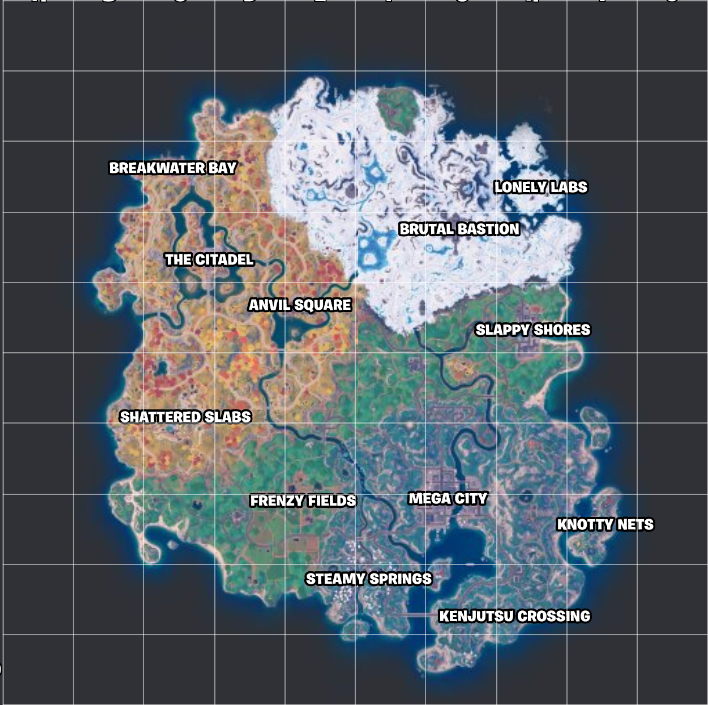 BREAKWATER BAY
LONELY LABS
BRUTAL BASTION
THE CITADEL
ANVIL SQUARE
SLAPPY SHORES
SHATTERED SLABS
FRENZY FIELDS
MEGA CITY
KNOTTY NETS
STEAMY SPRINGS
KENJUTSU CROSSING